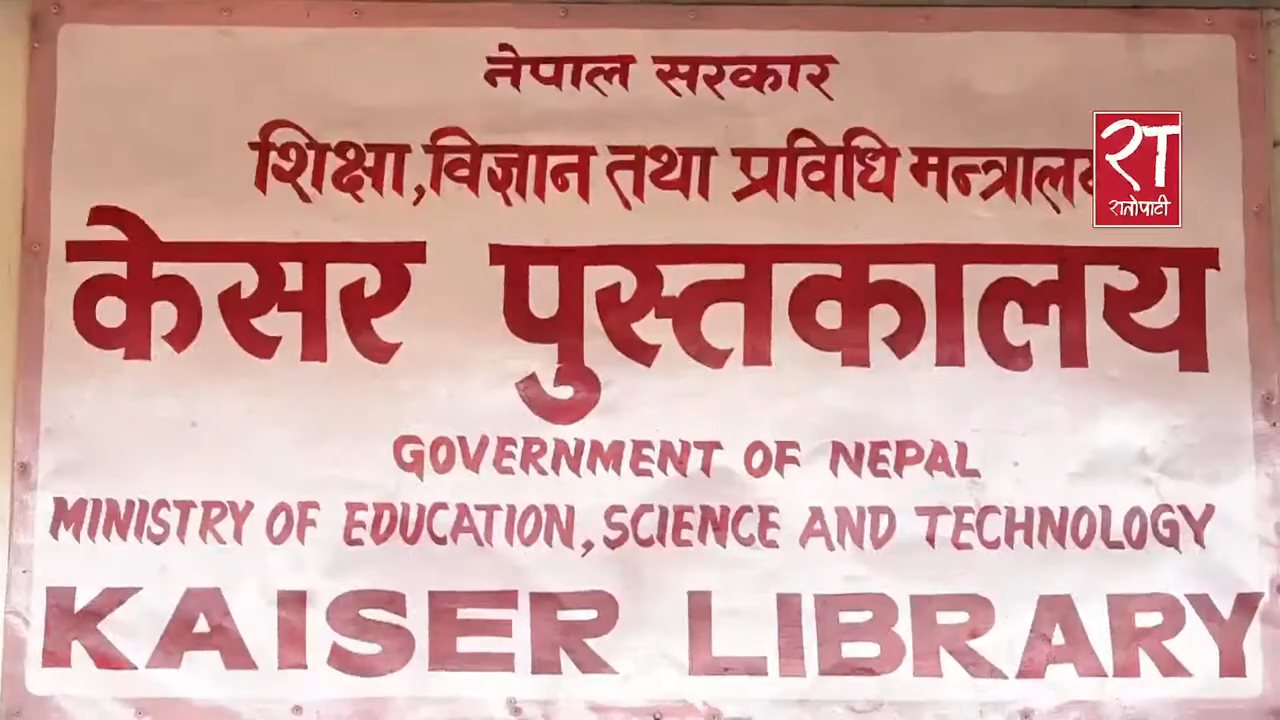 नेपाल सरकार
शिक्षा, विज्ञान तथा प्रविधि मन्त्रालय
रा
रातोपाटी
केसर पुस्तकालय
GOVERNMENT OF NEPAL
MINISTRY OF EDUCATION, SCIENCE AND TECHNOLOGY
KAISER LIBRARY